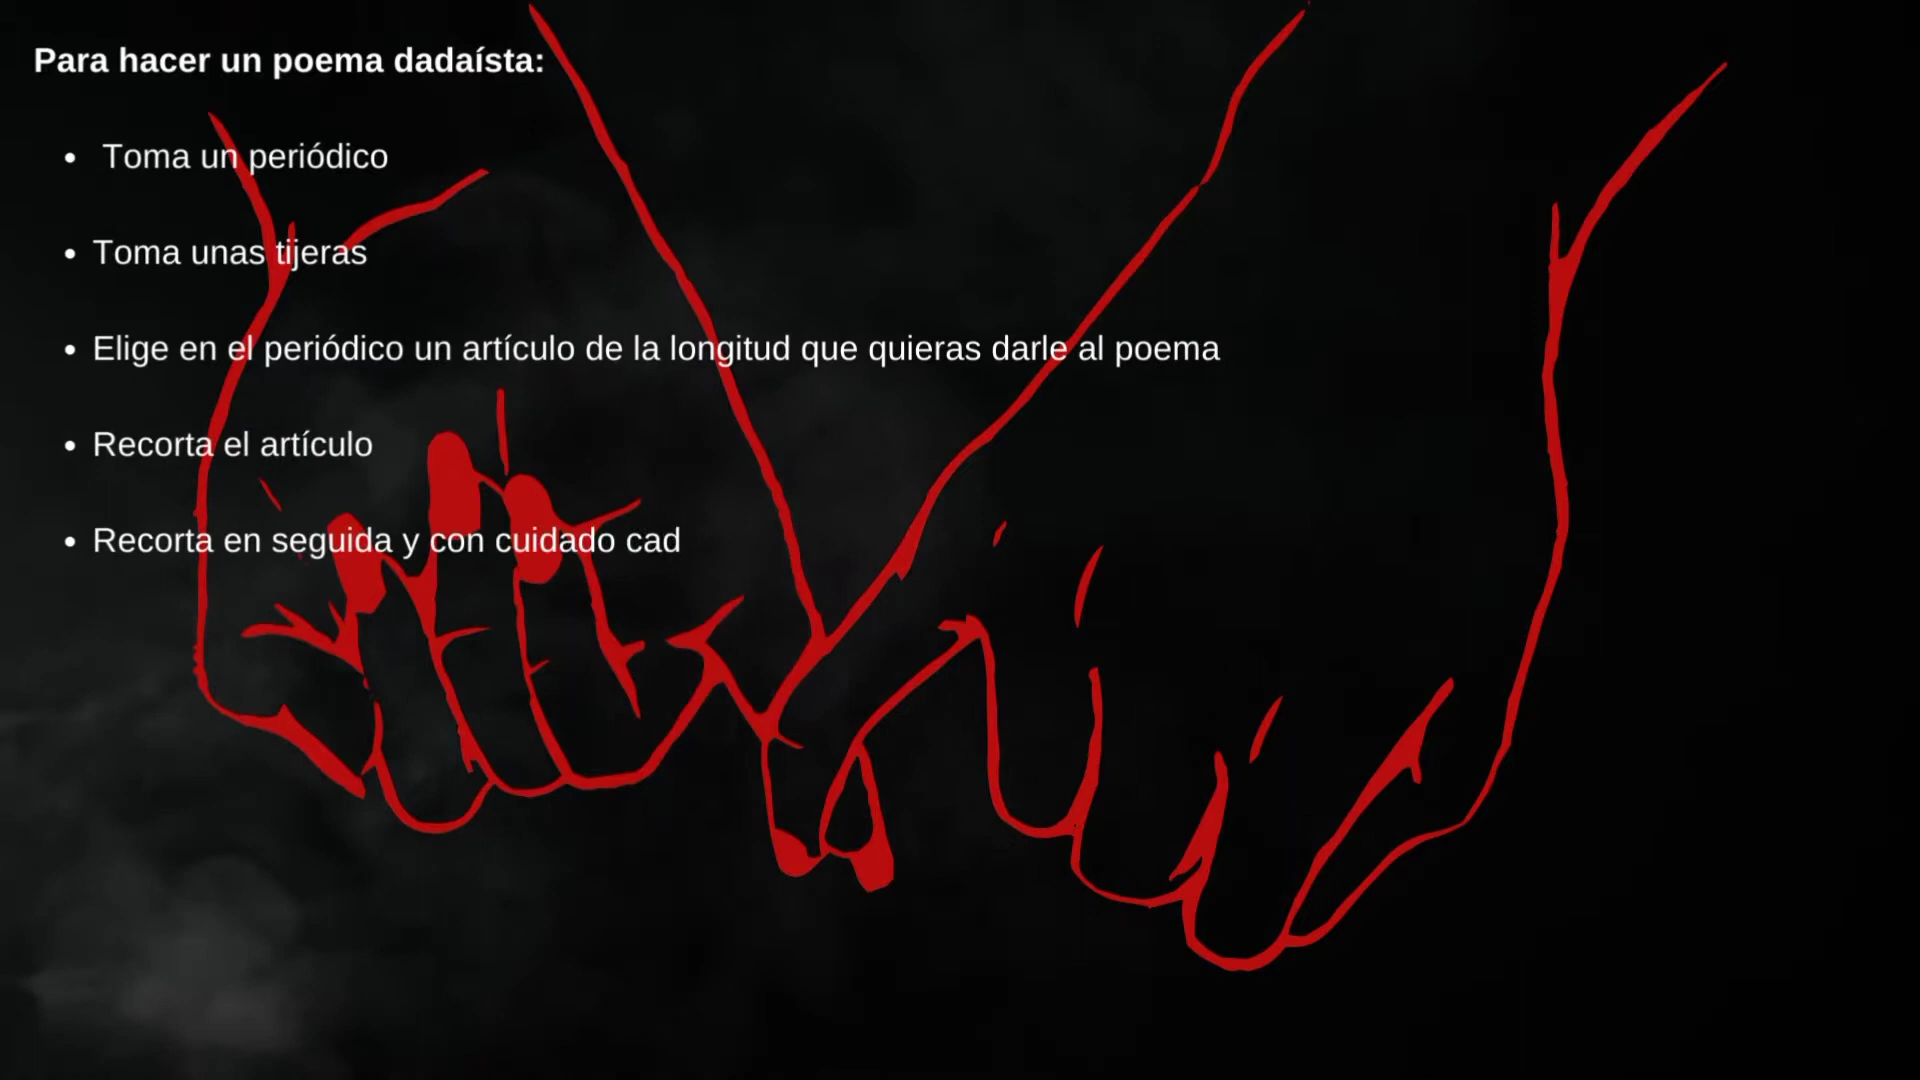 Para hacer un poema dadaísta:
• Toma un periódico
• Toma unas tijeras
• Elige en el periódico un artículo de la longitud que quieras darle al poema
• Recorta el artículo
• Recorta en seguida y con cuidado cad